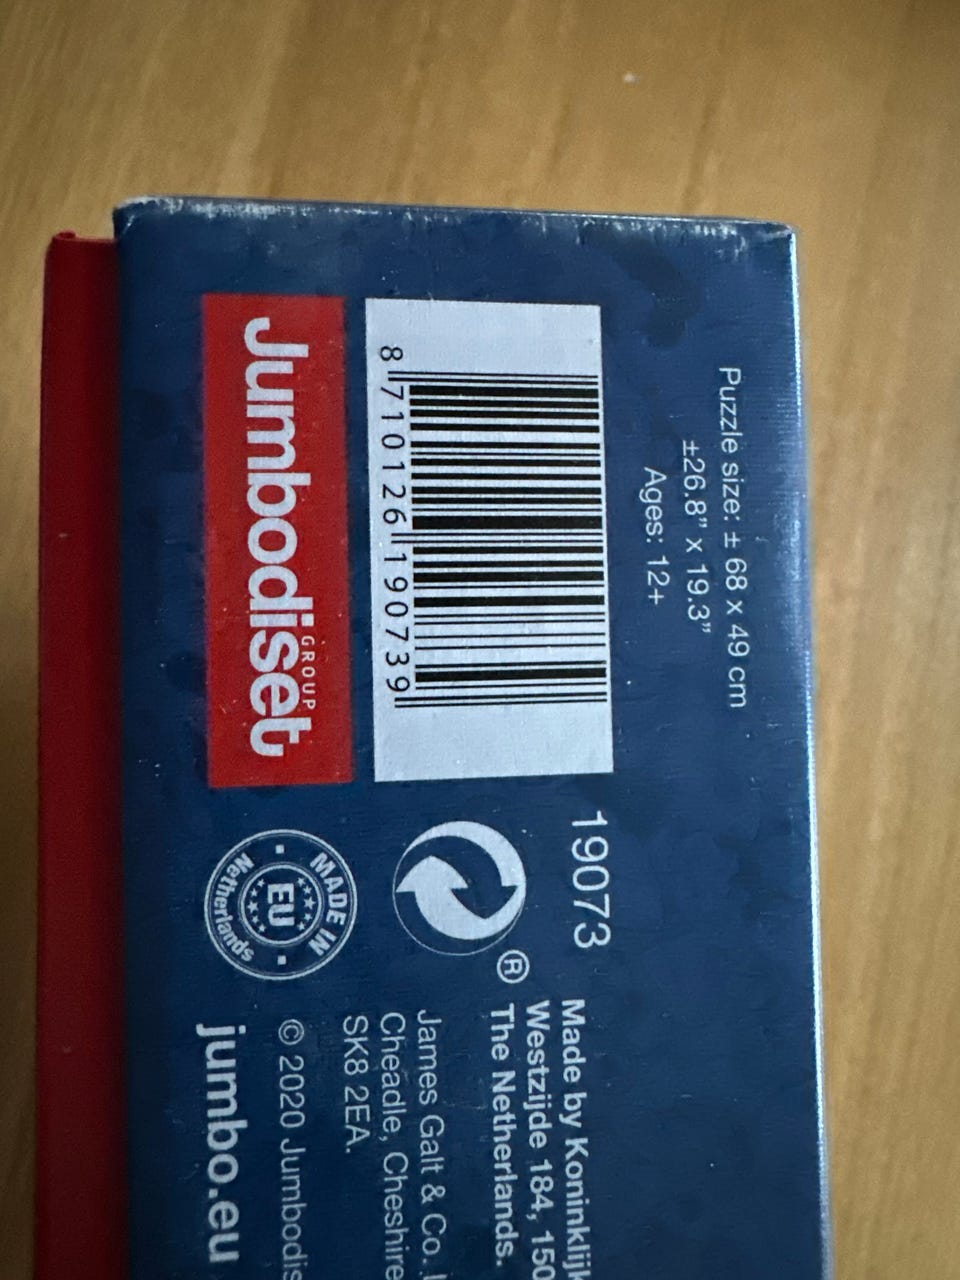 Puzzle size: ± 68 x 49 cm
±26.8" x 19.3"
Ages: 12+
8 710126 190739
Jumbodiset
GROUP
19073
®
MADE IN
EU
Netherlands
Made by Koninklijk
Westzijde 184, 150
The Netherlands.
James Galt & Co.
Cheadle, Cheshire
SK8 2EA.
© 2020 Jumbodis
jumbo.eu